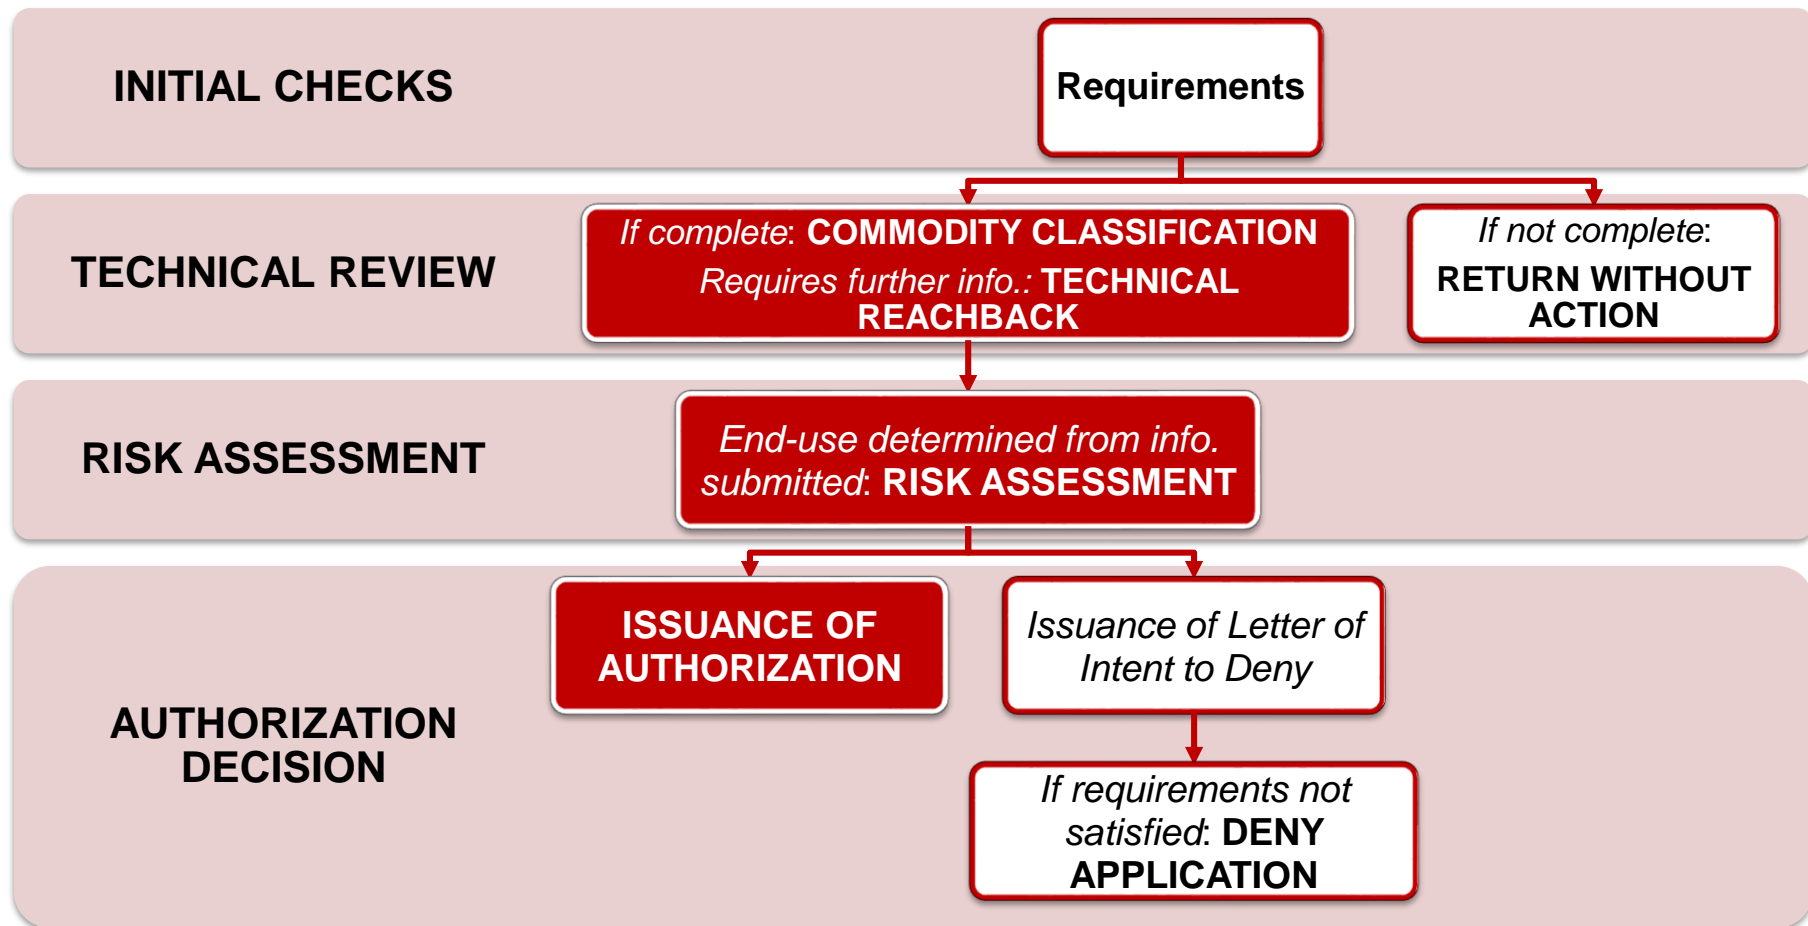 INITIAL CHECKS
Requirements
TECHNICAL REVIEW
If complete: COMMODITY CLASSIFICATION
Requires further info.: TECHNICAL
REACHBACK
If not complete:
RETURN WITHOUT
ACTION
RISK ASSESSMENT
End-use determined from info.
submitted: RISK ASSESSMENT
AUTHORIZATION
DECISION
ISSUANCE OF
AUTHORIZATION
Issuance of Letter of
Intent to Deny
If requirements not
satisfied: DENY
APPLICATION